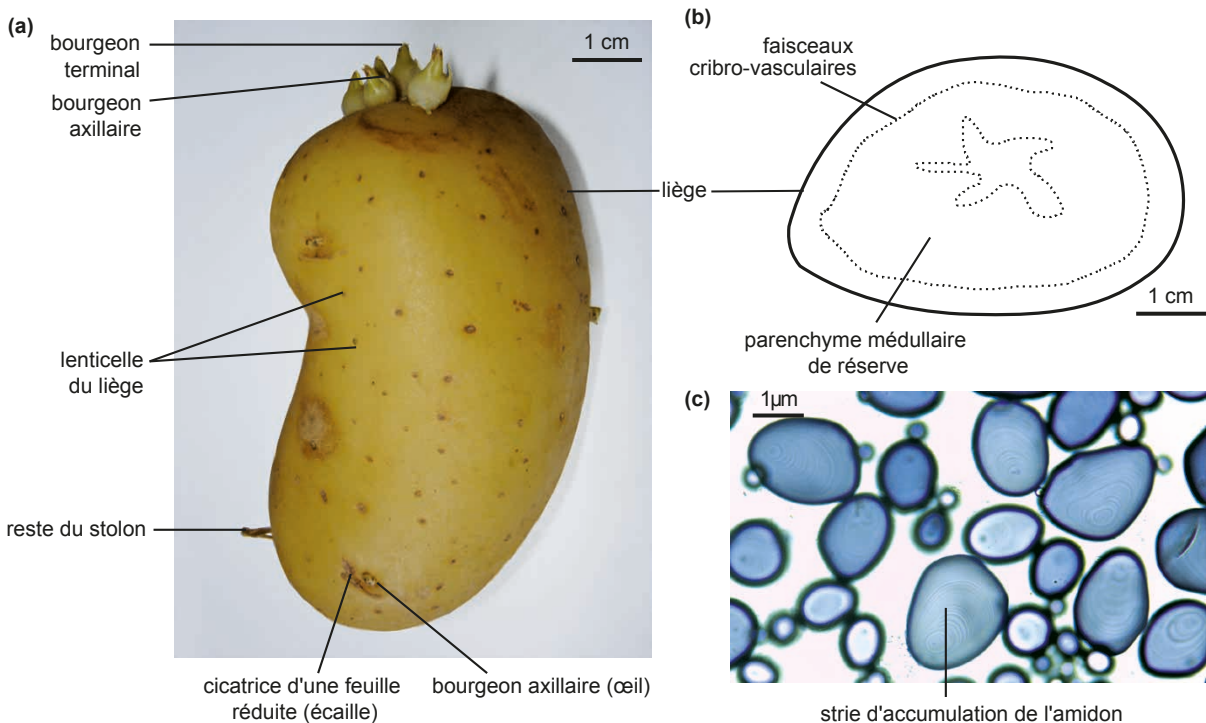 (a)
bourgeon
terminal
bourgeon
axillaire
1 cm
liège
lenticelle
du liège
reste du stolon
cicatrice d'une feuille
réduite (écaille)
bourgeon axillaire (œil)
(b)
faisceaux
cribro-vasculaires
1 cm
parenchyme médullaire
de réserve
(c)
1µm
strie d'accumulation de l'amidon